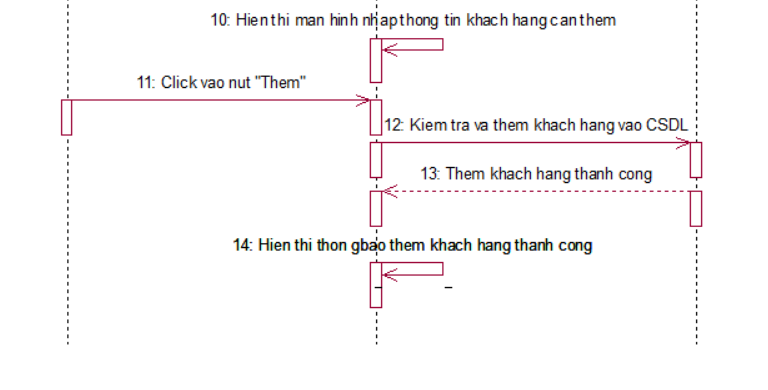 10: Hien thi man hinh nhap thong tin khach hang can them
11: Click vao nut "Them"
12: Kiem tra va them khach hang vao CSDL
13: Them khach hang thanh cong
14: Hien thi thon gbao them khach hang thanh cong